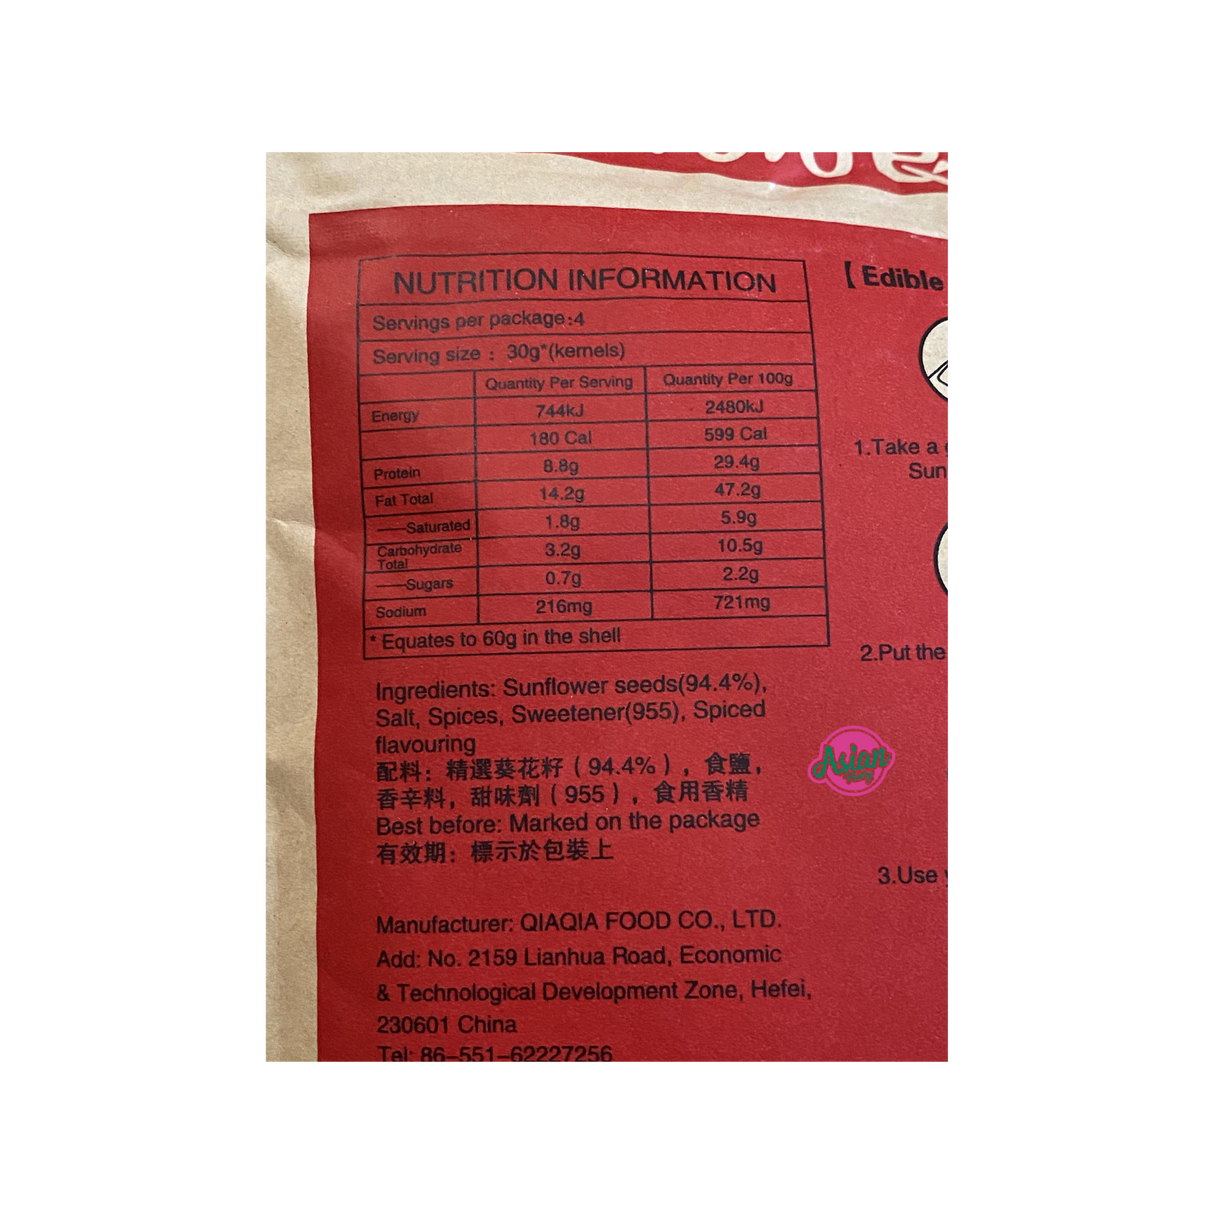 NUTRITION INFORMATION
Servings per package:4
Serving size : 30g*(kernels)
Quantity Per Serving Quantity Per 100g
Energy 744kJ 2480kJ
180 Cal 599 Cal
Protein 8.8g 29.4g
Fat Total 14.2g 47.2g
——Saturated 1.8g 5.9g
Carbohydrate
Total 3.2g 10.5g
——Sugars 0.7g 2.2g
Sodium 216mg 721mg
* Equates to 60g in the shell
Ingredients: Sunflower seeds(94.4%),
Salt, Spices, Sweetener(955), Spiced
flavouring
配料：精選葵花籽（94.4%），食鹽，
香辛料，甜味劑（955），食用香精
Best before: Marked on the package
有效期：標示於包裝上
Manufacturer: QIAQIA FOOD CO., LTD.
Add: No. 2159 Lianhua Road, Economic
& Technological Development Zone, Hefei,
230601 China
Tel: 86–551–62227256
【Edible
1.Take a
Sun
2.Put the
3.Use
Asian